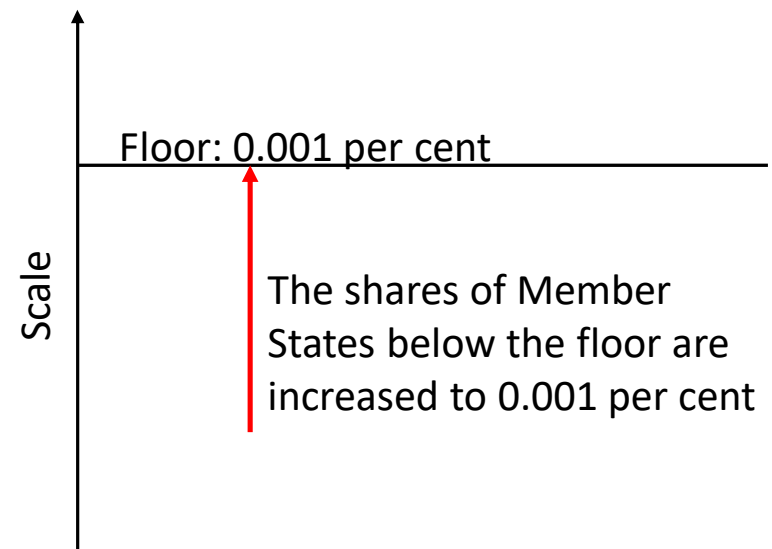 Floor: 0.001 per cent
Scale
The shares of Member
States below the floor are
increased to 0.001 per cent